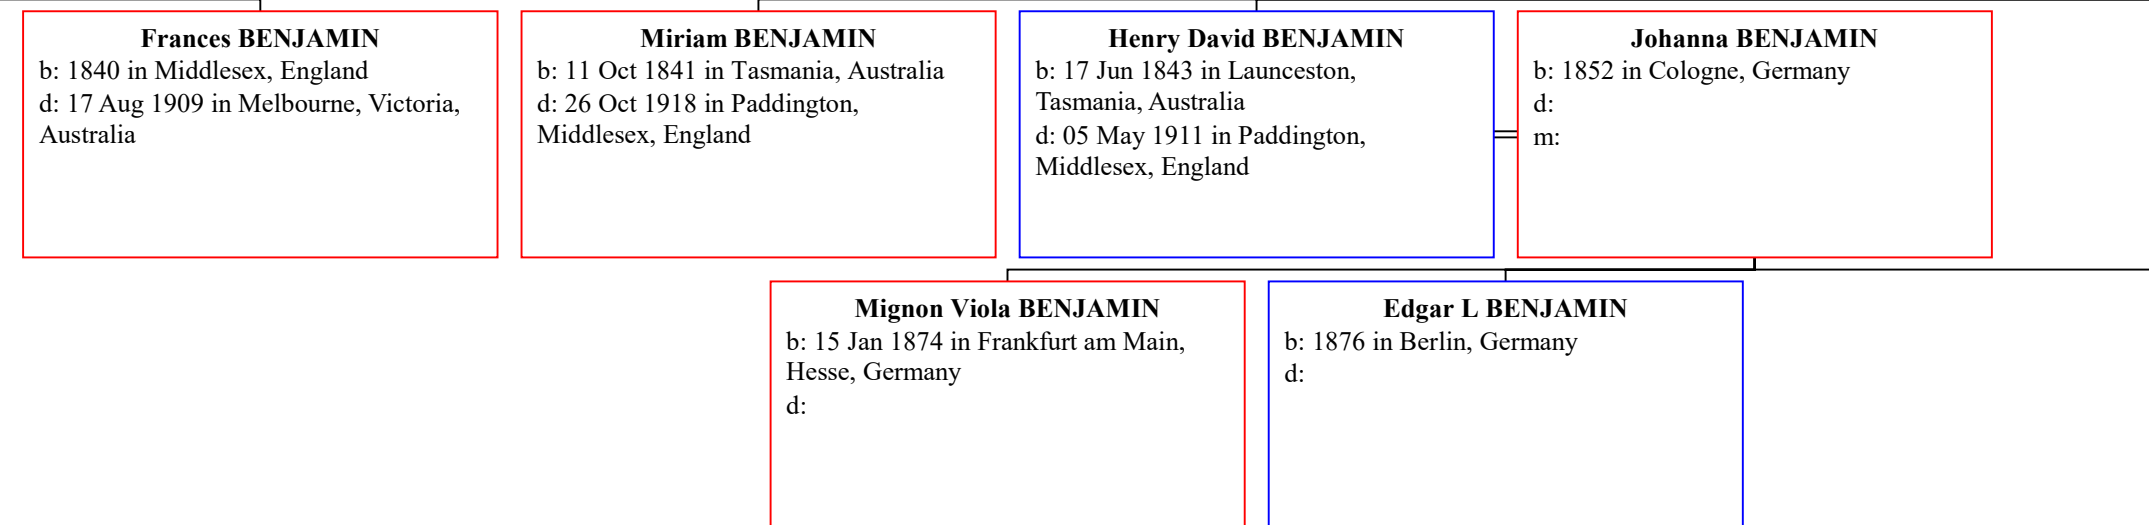 Frances BENJAMIN
b: 1840 in Middlesex, England
d: 17 Aug 1909 in Melbourne, Victoria,
Australia
Miriam BENJAMIN
b: 11 Oct 1841 in Tasmania, Australia
d: 26 Oct 1918 in Paddington,
Middlesex, England
Henry David BENJAMIN
b: 17 Jun 1843 in Launceston,
Tasmania, Australia
d: 05 May 1911 in Paddington,
Middlesex, England
Johanna BENJAMIN
b: 1852 in Cologne, Germany
d:
m:
Mignon Viola BENJAMIN
b: 15 Jan 1874 in Frankfurt am Main,
Hesse, Germany
d:
Edgar L BENJAMIN
b: 1876 in Berlin, Germany
d: